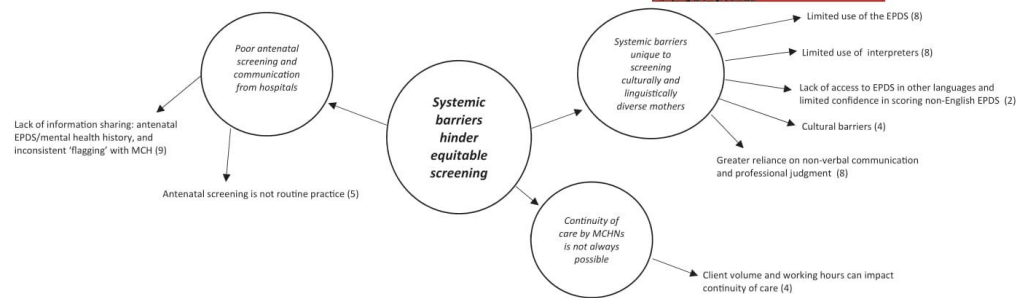 Poor antenatal
screening and
communication
from hospitals
Lack of information sharing: antenatal
EPDS/mental health history, and
inconsistent ‘flagging’ with MCH (9)
Antenatal screening is not routine practice (5)
Systemic
barriers
hinder
equitable
screening
Systemic barriers
unique to
screening
culturally and
linguistically
diverse mothers
Limited use of the EPDS (8)
Limited use of interpreters (8)
Lack of access to EPDS in other languages and
limited confidence in scoring non-English EPDS (2)
Cultural barriers (4)
Greater reliance on non-verbal communication
and professional judgment (8)
Continuity of
care by MCHNs
is not always
possible
Client volume and working hours can impact
continuity of care (4)